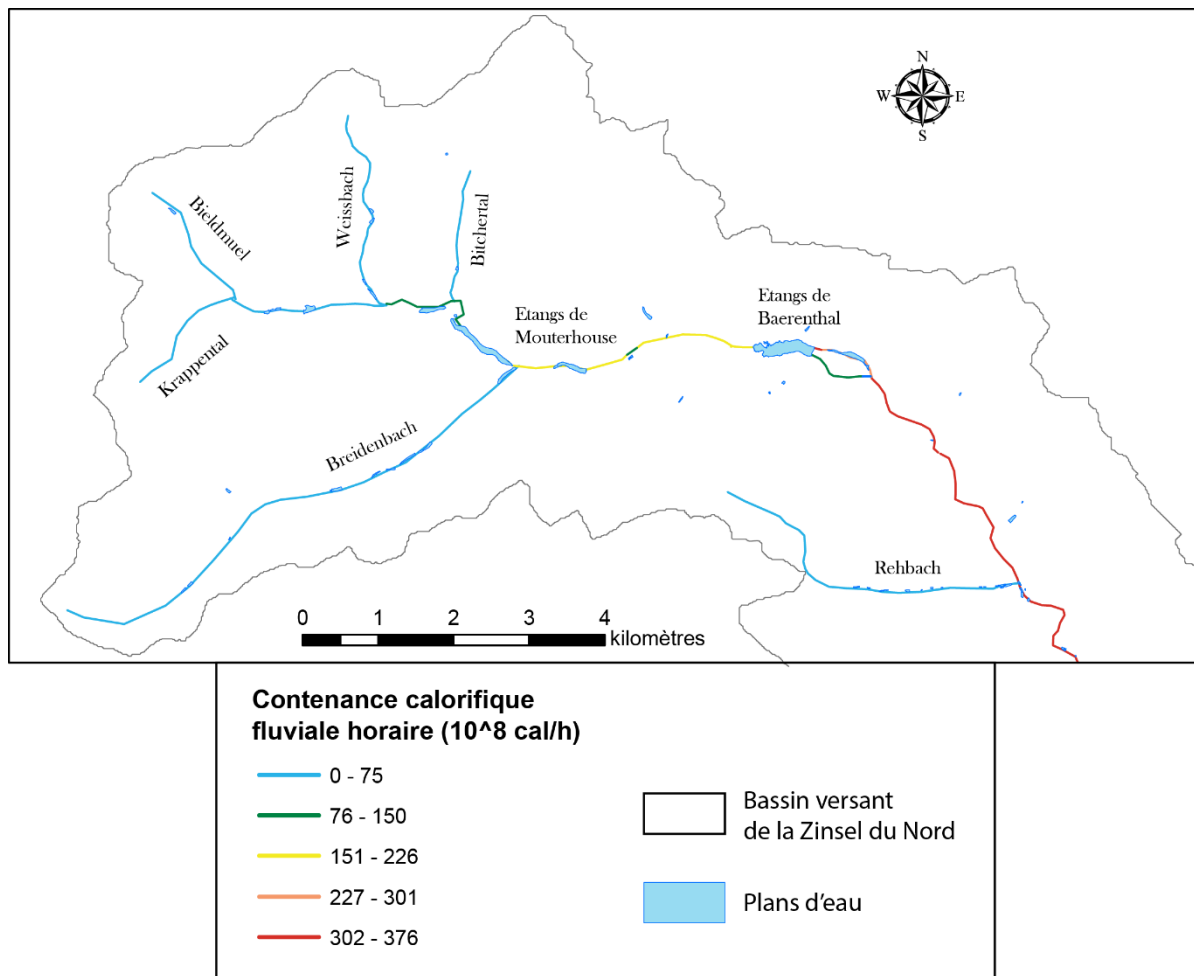 N
W
E
S
Bieldmuel
Weissbach
Bitchertal
Krappental
Etangs de
Mouterhouse
Etangs de
Baerenthal
Breidenbach
Rehbach
0 1 2 3 4
kilomètres
Contenance calorifique
fluviale horaire (10^8 cal/h)
0 - 75
76 - 150
151 - 226
227 - 301
302 - 376
Bassin versant
de la Zinsel du Nord
Plans d'eau